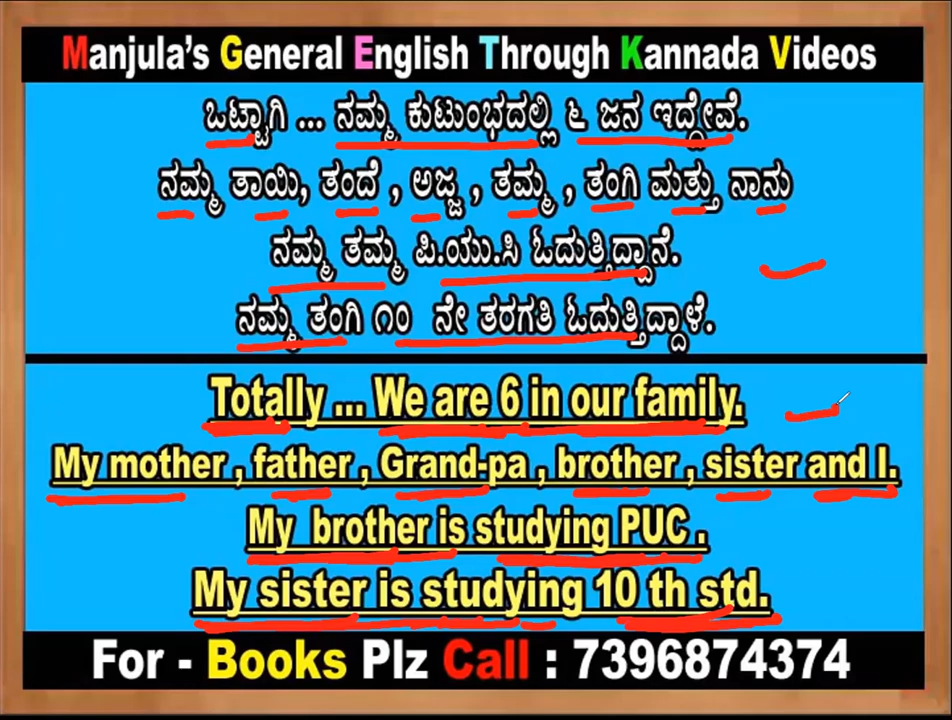 Manjula's General English Through Kannada Videos
ಒಟ್ಟಾಗಿ ... ನಮ್ಮ ಕುಟುಂಭದಲ್ಲಿ ೬ ಜನ ಇದ್ದೇವೆ.
ನಮ್ಮ ತಾಯಿ, ತಂದೆ , ಅಜ್ಜ , ತಮ್ಮ , ತಂಗಿ ಮತ್ತು ನಾನು
ನಮ್ಮ ತಮ್ಮ ಪಿ.ಯು.ಸಿ ಓದುತ್ತಿದ್ದಾನೆ.
ನಮ್ಮ ತಂಗಿ ೧೦ ನೇ ತರಗತಿ ಓದುತ್ತಿದ್ದಾಳೆ.
Totally ... We are 6 in our family.
My mother , father , Grand-pa , brother , sister and I.
My brother is studying PUC .
My sister is studying 10 th std.
For - Books Plz Call : 7396874374